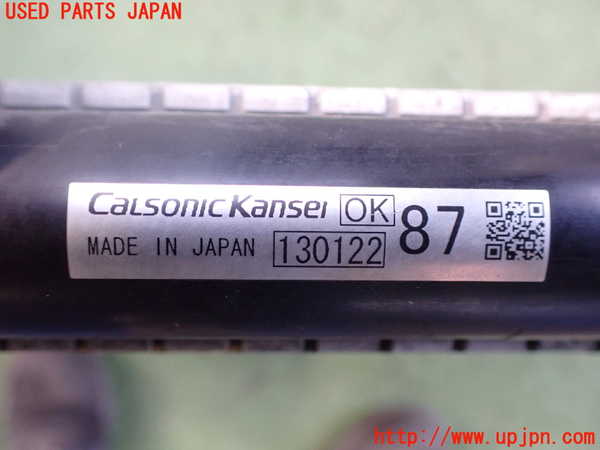 USED PARTS JAPAN
CalsonicKansei OK 87
MADE IN JAPAN 130122
http://www.upjpn.com